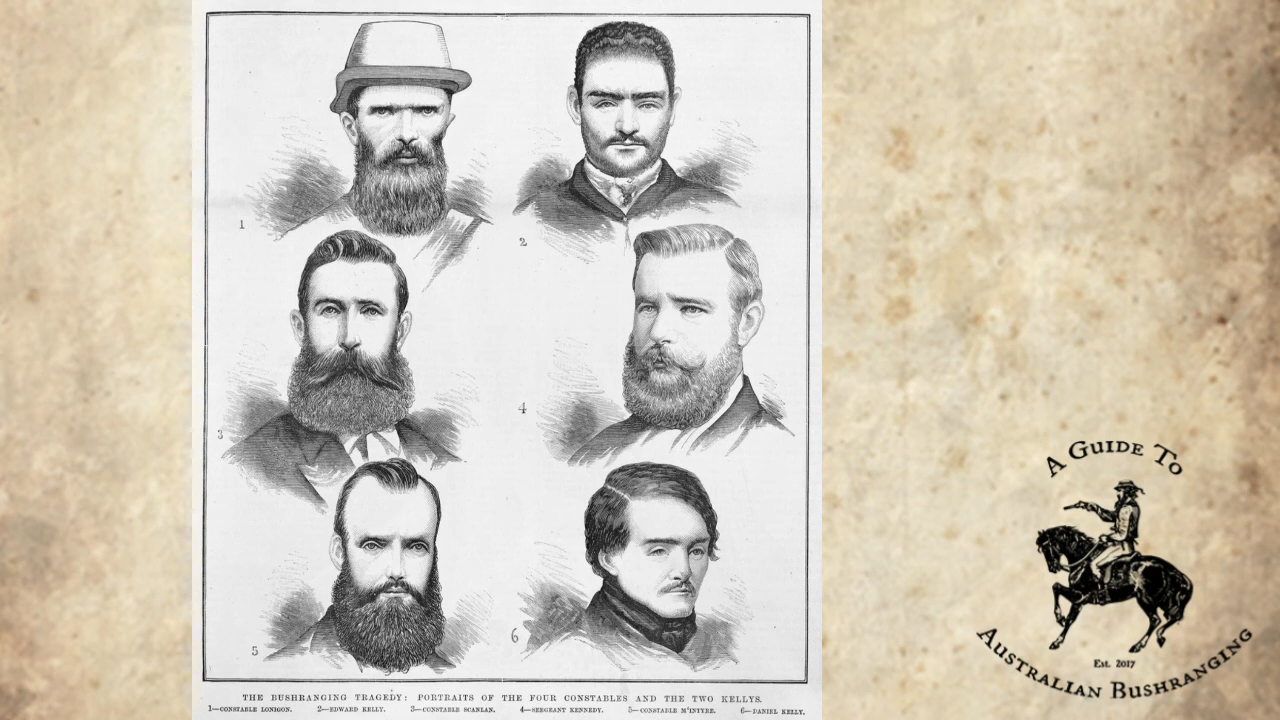 1
2
3
4
5
6
THE BUSHRANGING TRAGEDY: PORTRAITS OF THE FOUR CONSTABLES AND THE TWO KELLYS.
1—CONSTABLE LONIGON. 2—EDWARD KELLY. 3—CONSTABLE SCANLAN. 4—SERGEANT KENNEDY. 5—CONSTABLE M'INTYRE. 6—DANIEL KELLY.
A GUIDE TO
Est. 2017
AUSTRALIAN BUSHRANGING